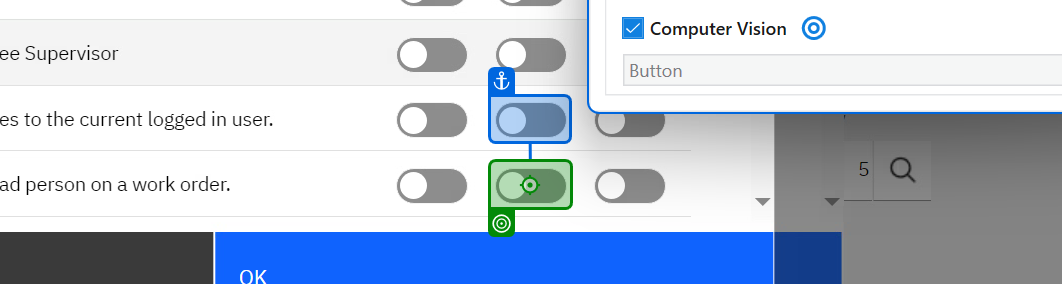 Computer Vision
ee Supervisor
Button
es to the current logged in user.
ad person on a work order.
5
OK